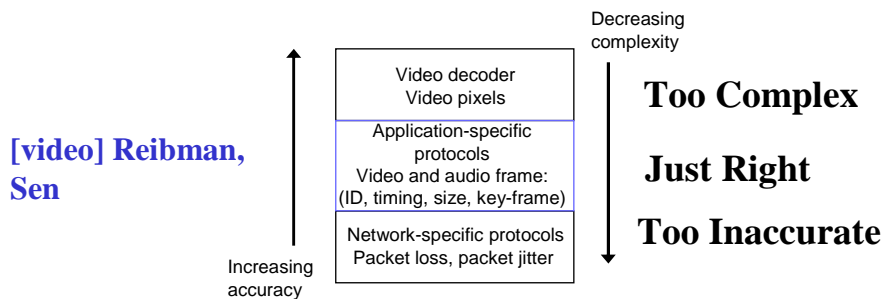 Decreasing
complexity
Video decoder
Video pixels
Too Complex
[video] Reibman,
Sen
Application-specific
protocols
Video and audio frame:
(ID, timing, size, key-frame)
Just Right
Network-specific protocols
Packet loss, packet jitter
Too Inaccurate
Increasing
accuracy